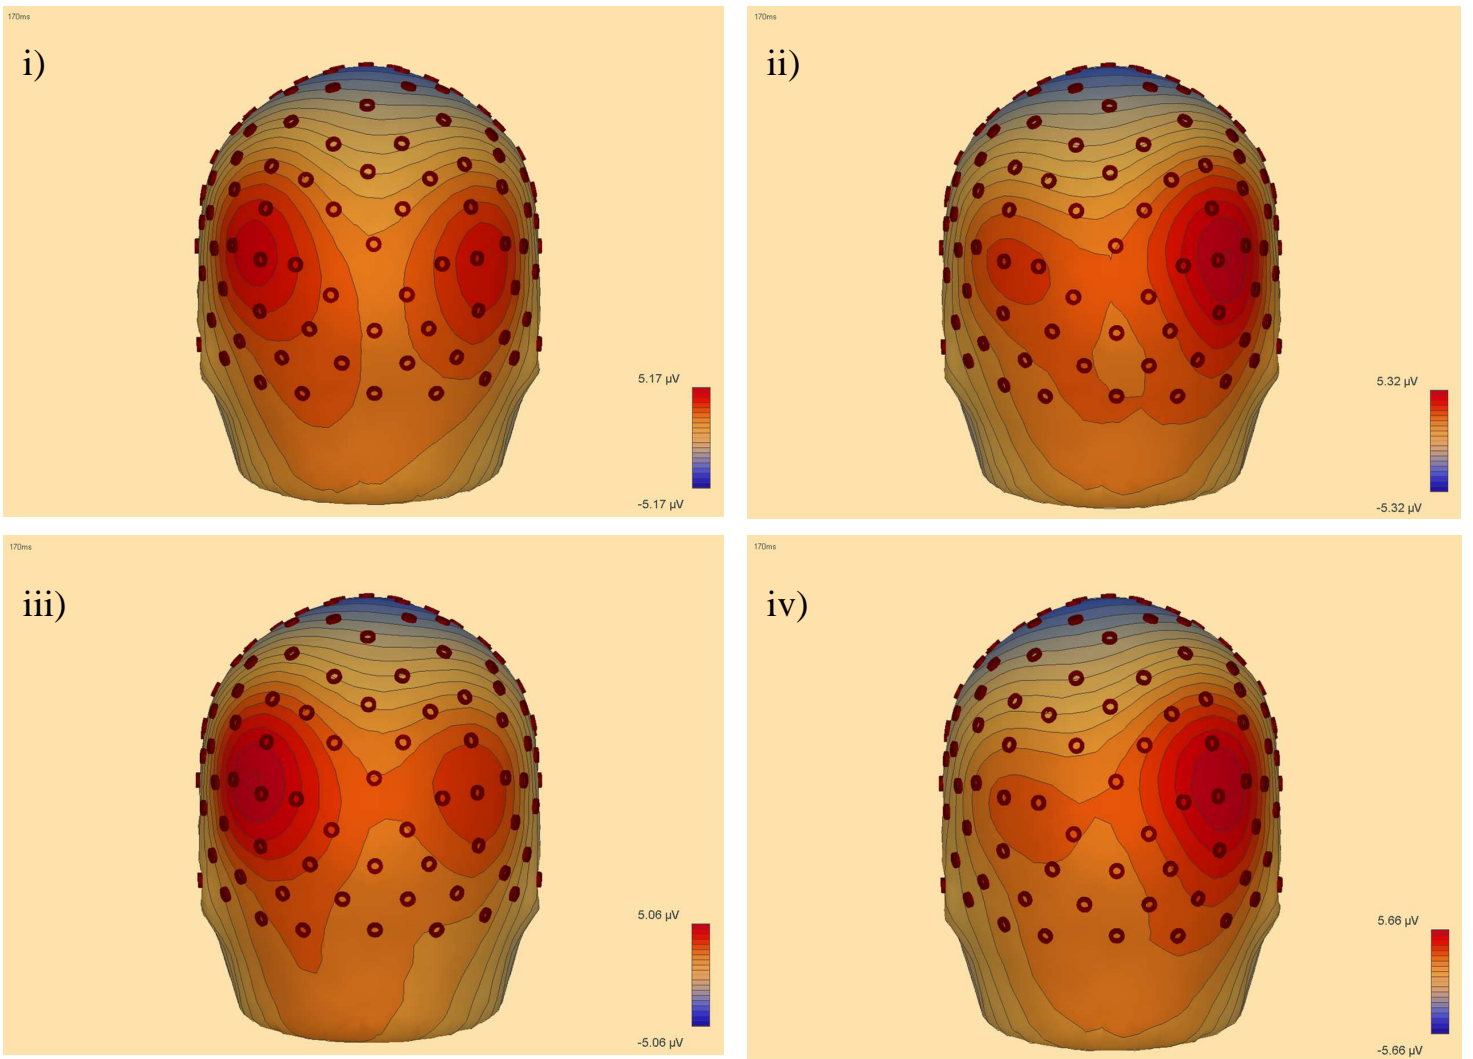 170ms
i)
5.17 µV
-5.17 µV
170ms
ii)
5.32 µV
-5.32 µV
170ms
iii)
5.06 µV
-5.06 µV
170ms
iv)
5.66 µV
-5.66 µV